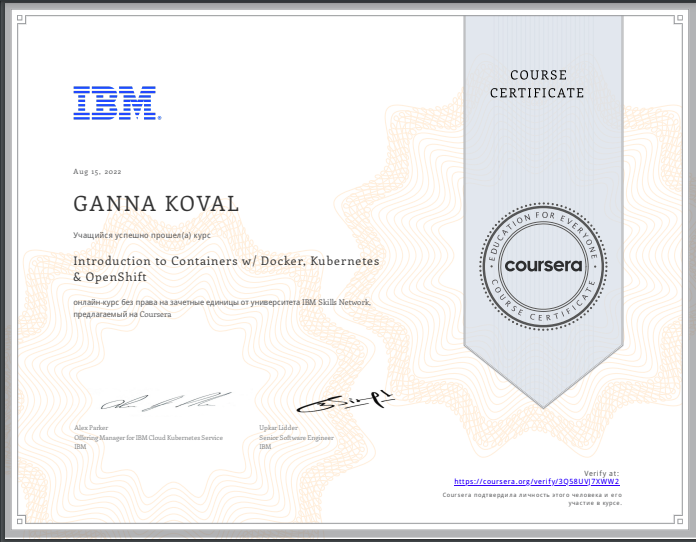 COURSE
CERTIFICATE
IBM
Aug 15, 2022
GANNA KOVAL
Учащийся успешно прошел(а) курс
Introduction to Containers w/ Docker, Kubernetes
& OpenShift
онлайн-курс без права на зачетные единицы от университета IBM Skills Network,
предлагаемый на Coursera
EDUCATION FOR EVERYONE
coursera
COURSE CERTIFICATE
Alex Parker
Offering Manager for IBM Cloud Kubernetes Service
IBM
Upkar Lidder
Senior Software Engineer
IBM
Verify at:
https://coursera.org/verify/3Q58UVJ7XWW2
Coursera подтвердила личность этого человека и его
участие в курсе.